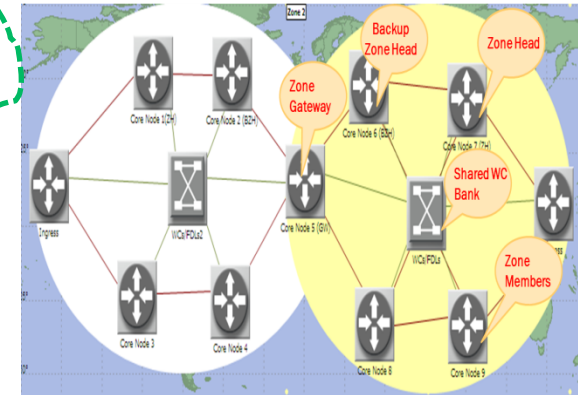 Zone 2
Backup
Zone Head
Zone Head
Zone
Gateway
Core Node 1(ZH)
Core Node 2 (BZH)
Core Node 6 (BZH)
Core Node 7 (ZH)
Shared WC
Bank
Ingress
WCs/FDLs2
Core Node 5 (GW)
WCs/FDLs
Zone
Members
Core Node 3
Core Node 4
Core Node 8
Core Node 9